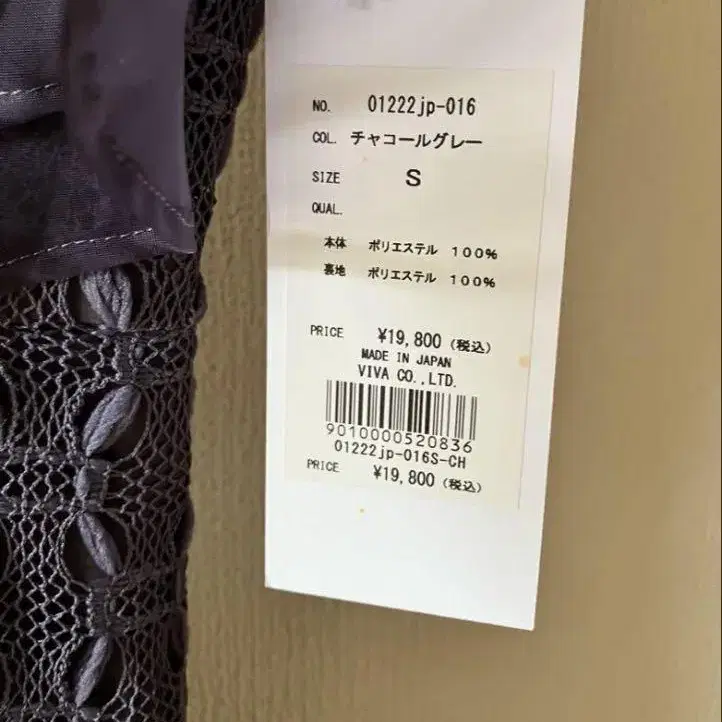 NO. 01222jp-016
COL. チャコールグレー
SIZE S
QUAL.
本体 ポリエステル 100%
裏地 ポリエステル 100%
PRICE ¥19,800 (税込)
MADE IN JAPAN
VIVA CO.,LTD.
9010000520836
01222jp-016S-CH
PRICE ¥19,800 (税込)